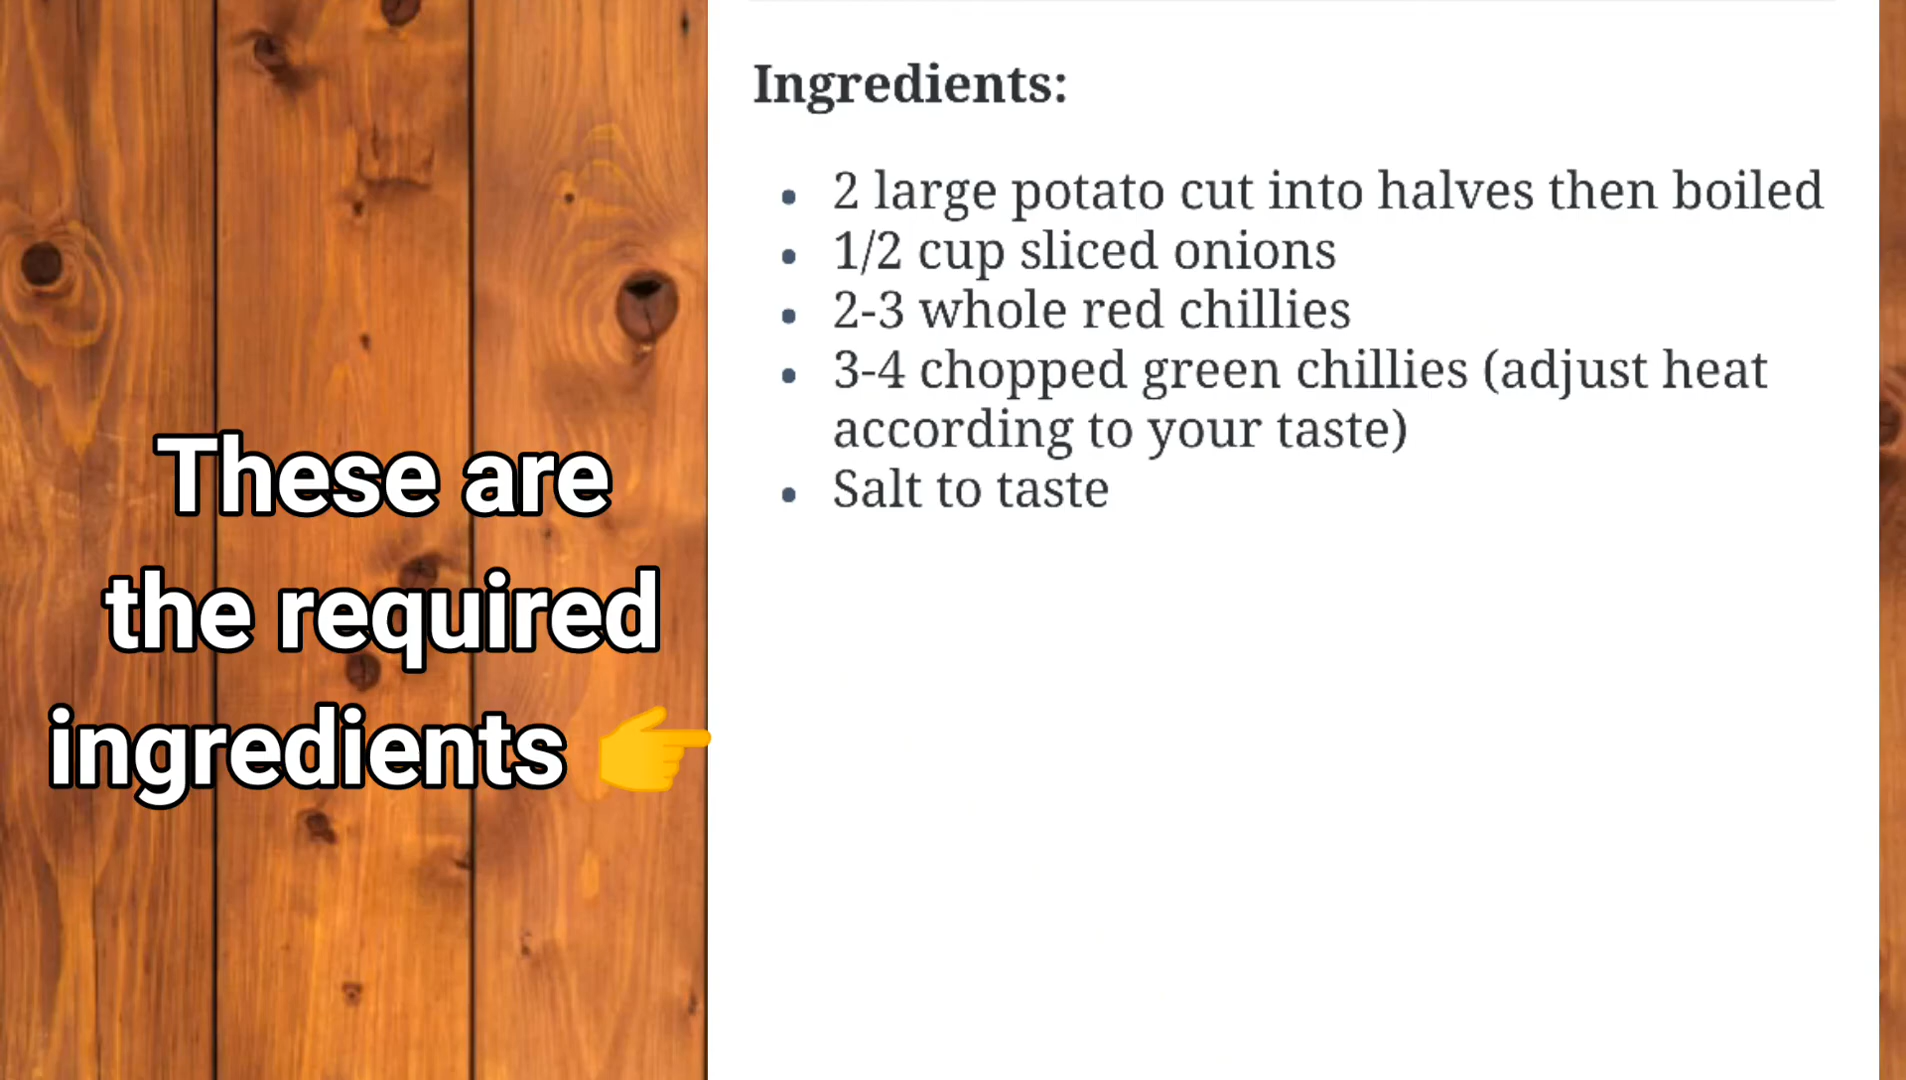 Ingredients:
• 2 large potato cut into halves then boiled
• 1/2 cup sliced onions
• 2-3 whole red chillies
• 3-4 chopped green chillies (adjust heat
according to your taste)
• Salt to taste
These are
the required
ingredients 👉